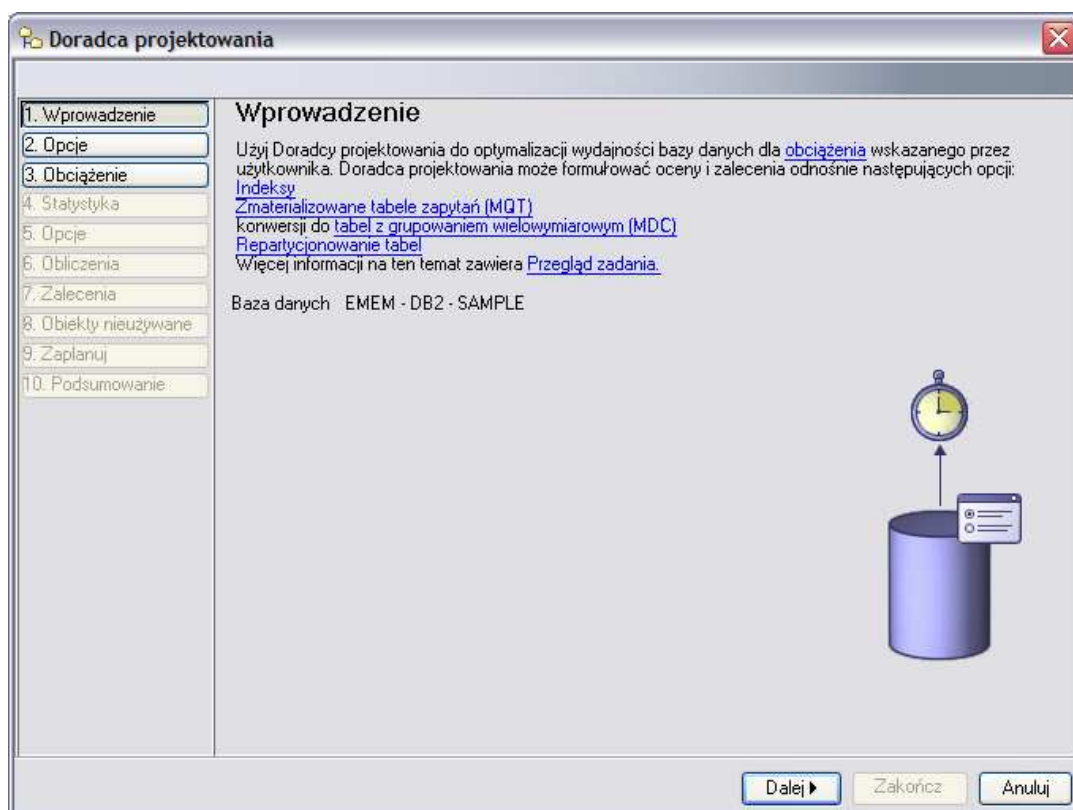 Doradca projektowania
1. Wprowadzenie
2. Opcje
3. Obciążenie
4. Statystyka
5. Opcje
6. Obliczenia
7. Zalecenia
8. Obiekty nieużywane
9. Zaplanuj
10. Podsumowanie
Wprowadzenie
Użyj Doradcy projektowania do optymalizacji wydajności bazy danych dla obciążenia wskazanego przez
użytkownika. Doradca projektowania może formułować oceny i zalecenia odnośnie następujących opcji:
Indeksy
Zmaterializowane tabele zapytań (MQT)
konwersji do tabel z grupowaniem wielowymiarowym (MDC)
Repartycjonowanie tabel
Więcej informacji na ten temat zawiera Przegląd zadania.
Baza danych EMEM - DB2 - SAMPLE
Dalej
Zakończ
Anuluj